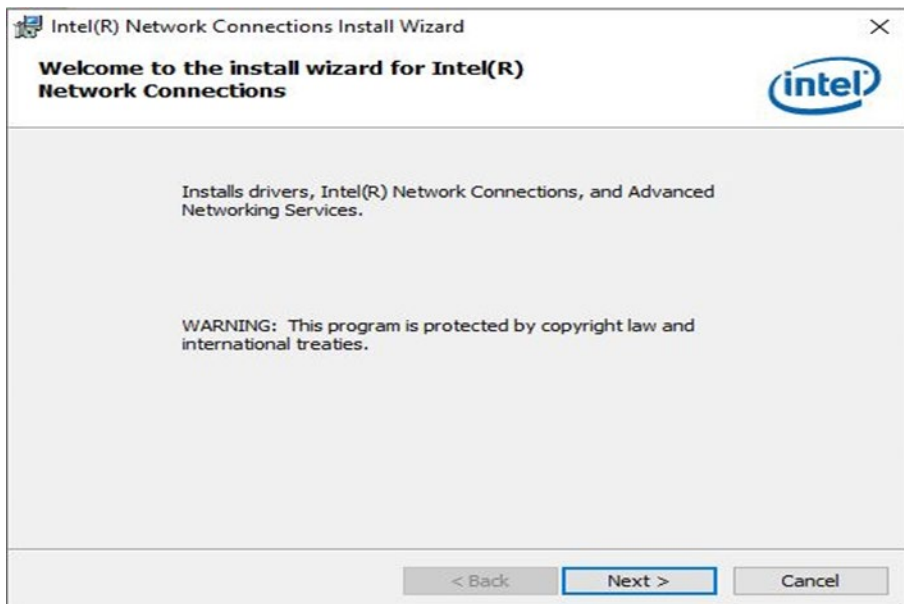 Intel(R) Network Connections Install Wizard
Welcome to the install wizard for Intel(R)
Network Connections
intel
Installs drivers, Intel(R) Network Connections, and Advanced
Networking Services.
WARNING:  This program is protected by copyright law and
international treaties.
< Back
Next >
Cancel